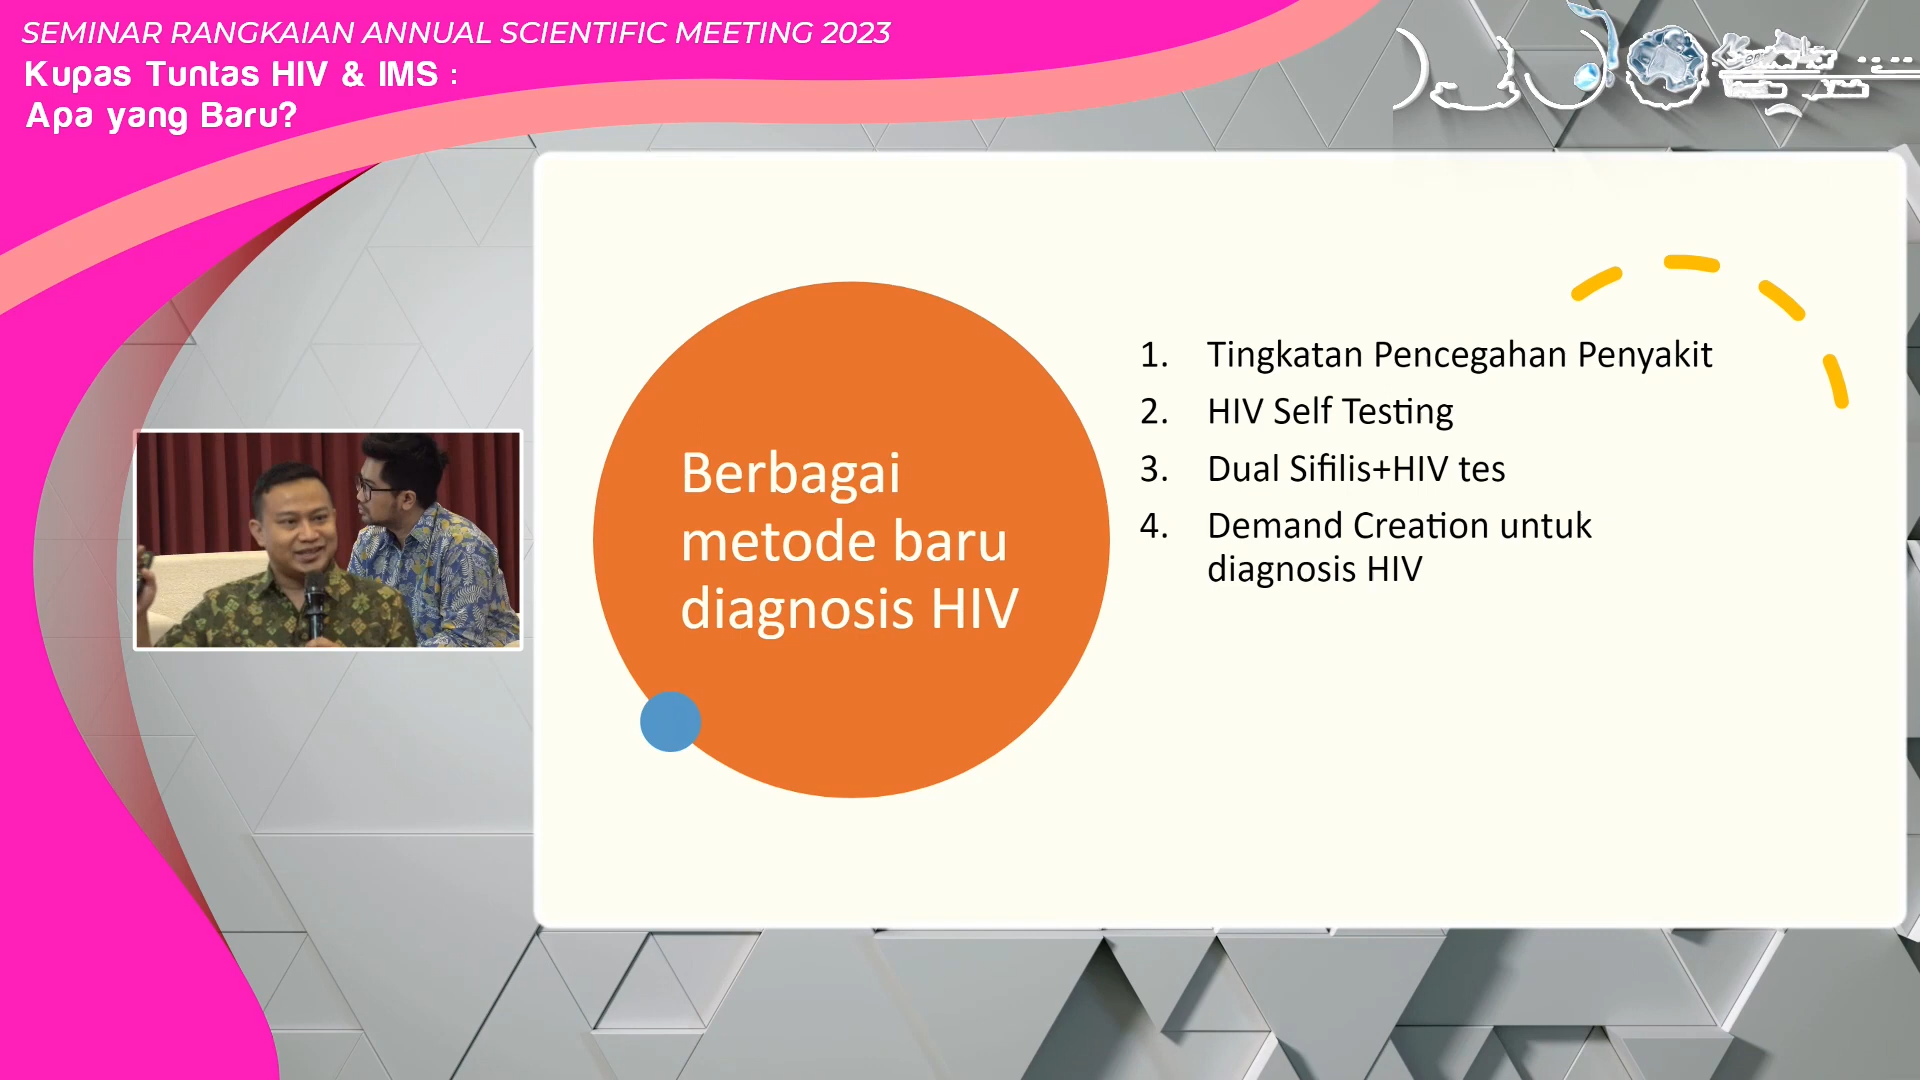 SEMINAR RANGKAIAN ANNUAL SCIENTIFIC MEETING 2023
Kupas Tuntas HIV & IMS :
Apa yang Baru?
Berbagai
metode baru
diagnosis HIV
1. Tingkatan Pencegahan Penyakit
2. HIV Self Testing
3. Dual Sifilis+HIV tes
4. Demand Creation untuk
diagnosis HIV